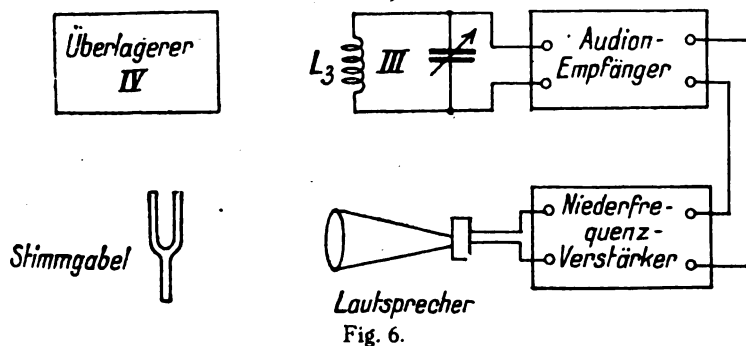 Überlagerer
IV
L3
III
Audion-
Empfänger
Stimmgabel
Niederfre-
quenz-
Verstärker
Lautsprecher
Fig. 6.